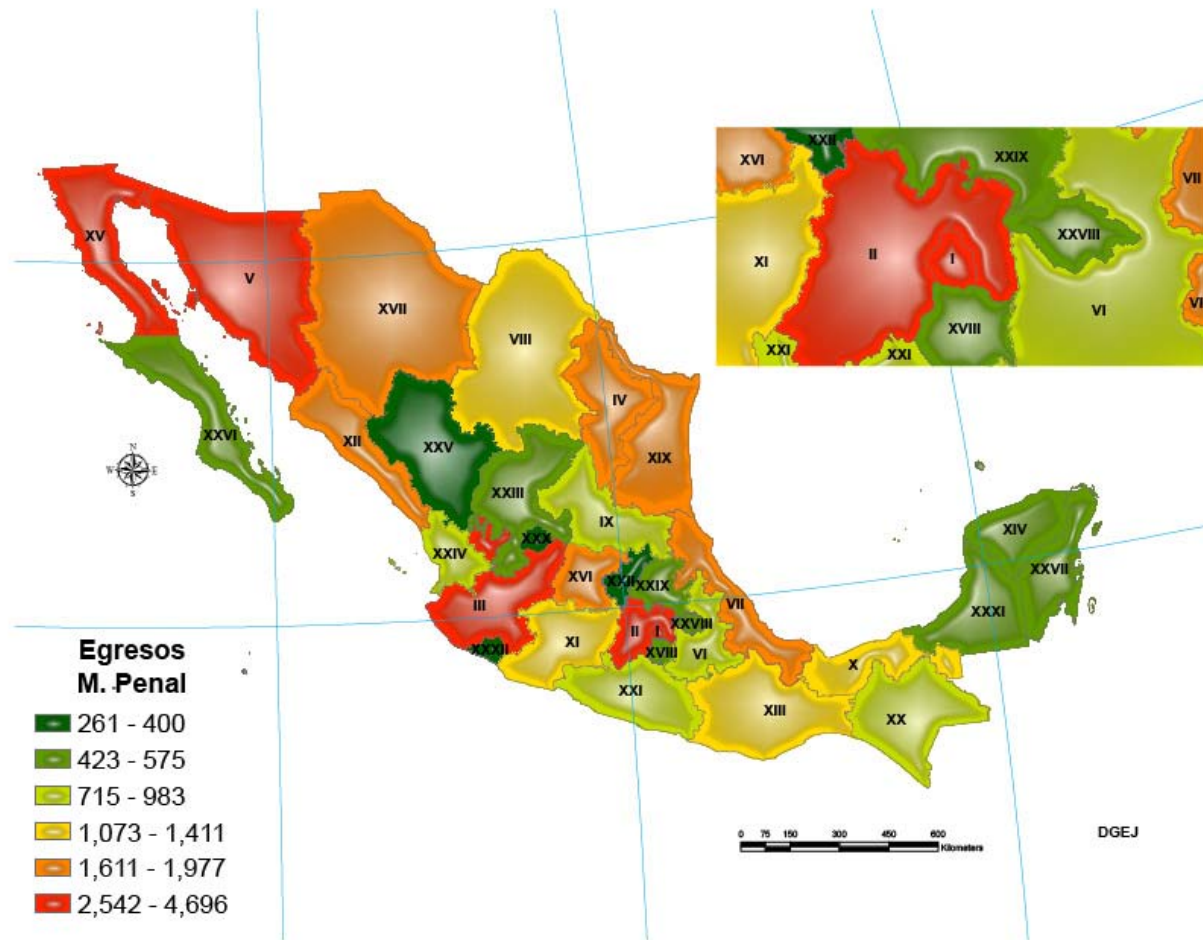 XXII
XXIX
XVI
VII
XXVIII
XI
II
I
VI
VI
XVIII
XXI
XXI
XV
V
XVII
VIII
IV
XII
XXV
XIX
XXVI
N
W
E
S
XXIII
IX
XIV
XXX
XXIV
XVI
XXII
XXIX
XXVII
III
VII
XXXI
II
I
XXVIII
XXXII
XI
XVIII
VI
X
XXI
XIII
XX
Egresos
M. Penal
261 - 400
423 - 575
715 - 983
1,073 - 1,411
1,611 - 1,977
2,542 - 4,696
0 75 150 300 450 600
Kilometers
DGEJ